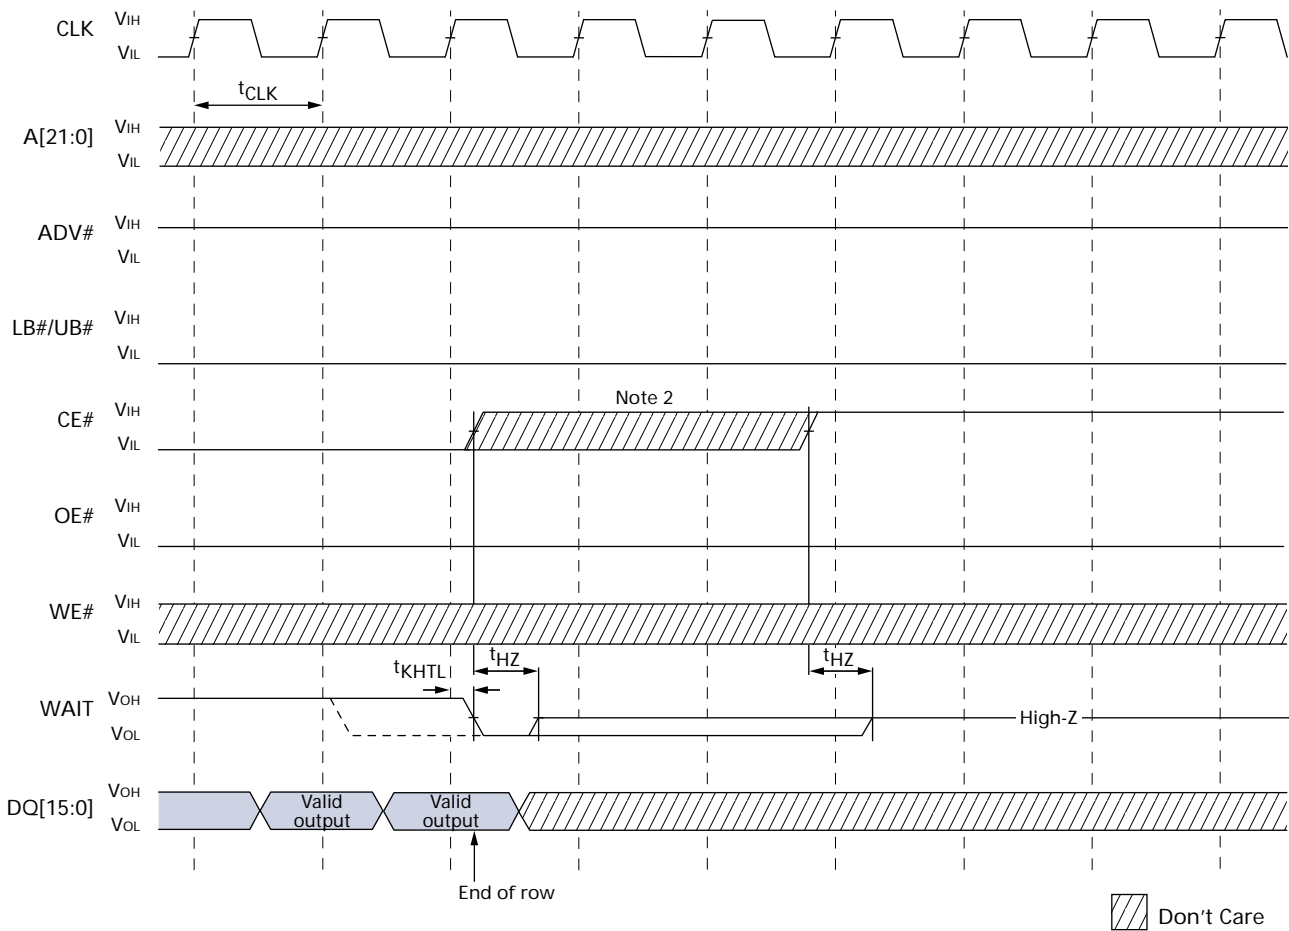 CLK
VIH
VIL
tCLK
A[21:0]
VIH
VIL
ADV#
VIH
VIL
LB#/UB#
VIH
VIL
CE#
VIH
VIL
Note 2
OE#
VIH
VIL
WE#
VIH
VIL
tKHTL
tHZ
tHZ
WAIT
VOH
VOL
High-Z
DQ[15:0]
VOH
VOL
Valid
output
Valid
output
End of row
Don't Care